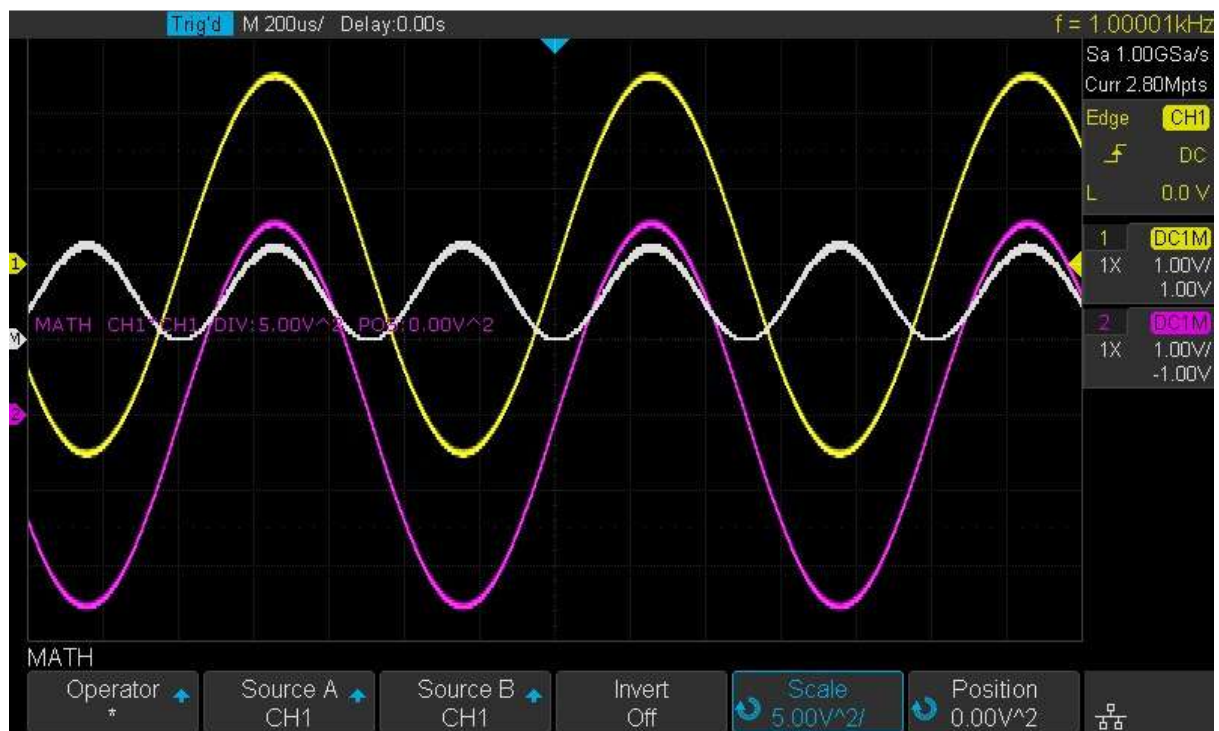 Trig'd M 200us/ Delay:0.00s f = 1.00001kHz
Sa 1.00GSa/s
Curr 2.80Mpts
Edge CH1
DC
L 0.0 V
1 DC1M
1X 1.00V/
1.00V
2 DC1M
1X 1.00V/
-1.00V
1
MATH CH1*CH1 DIV:5.00V^2 POS:0.00V^2
M
2
MATH
Operator Source A Source B Invert Scale Position
* CH1 CH1 Off 5.00V^2/ 0.00V^2